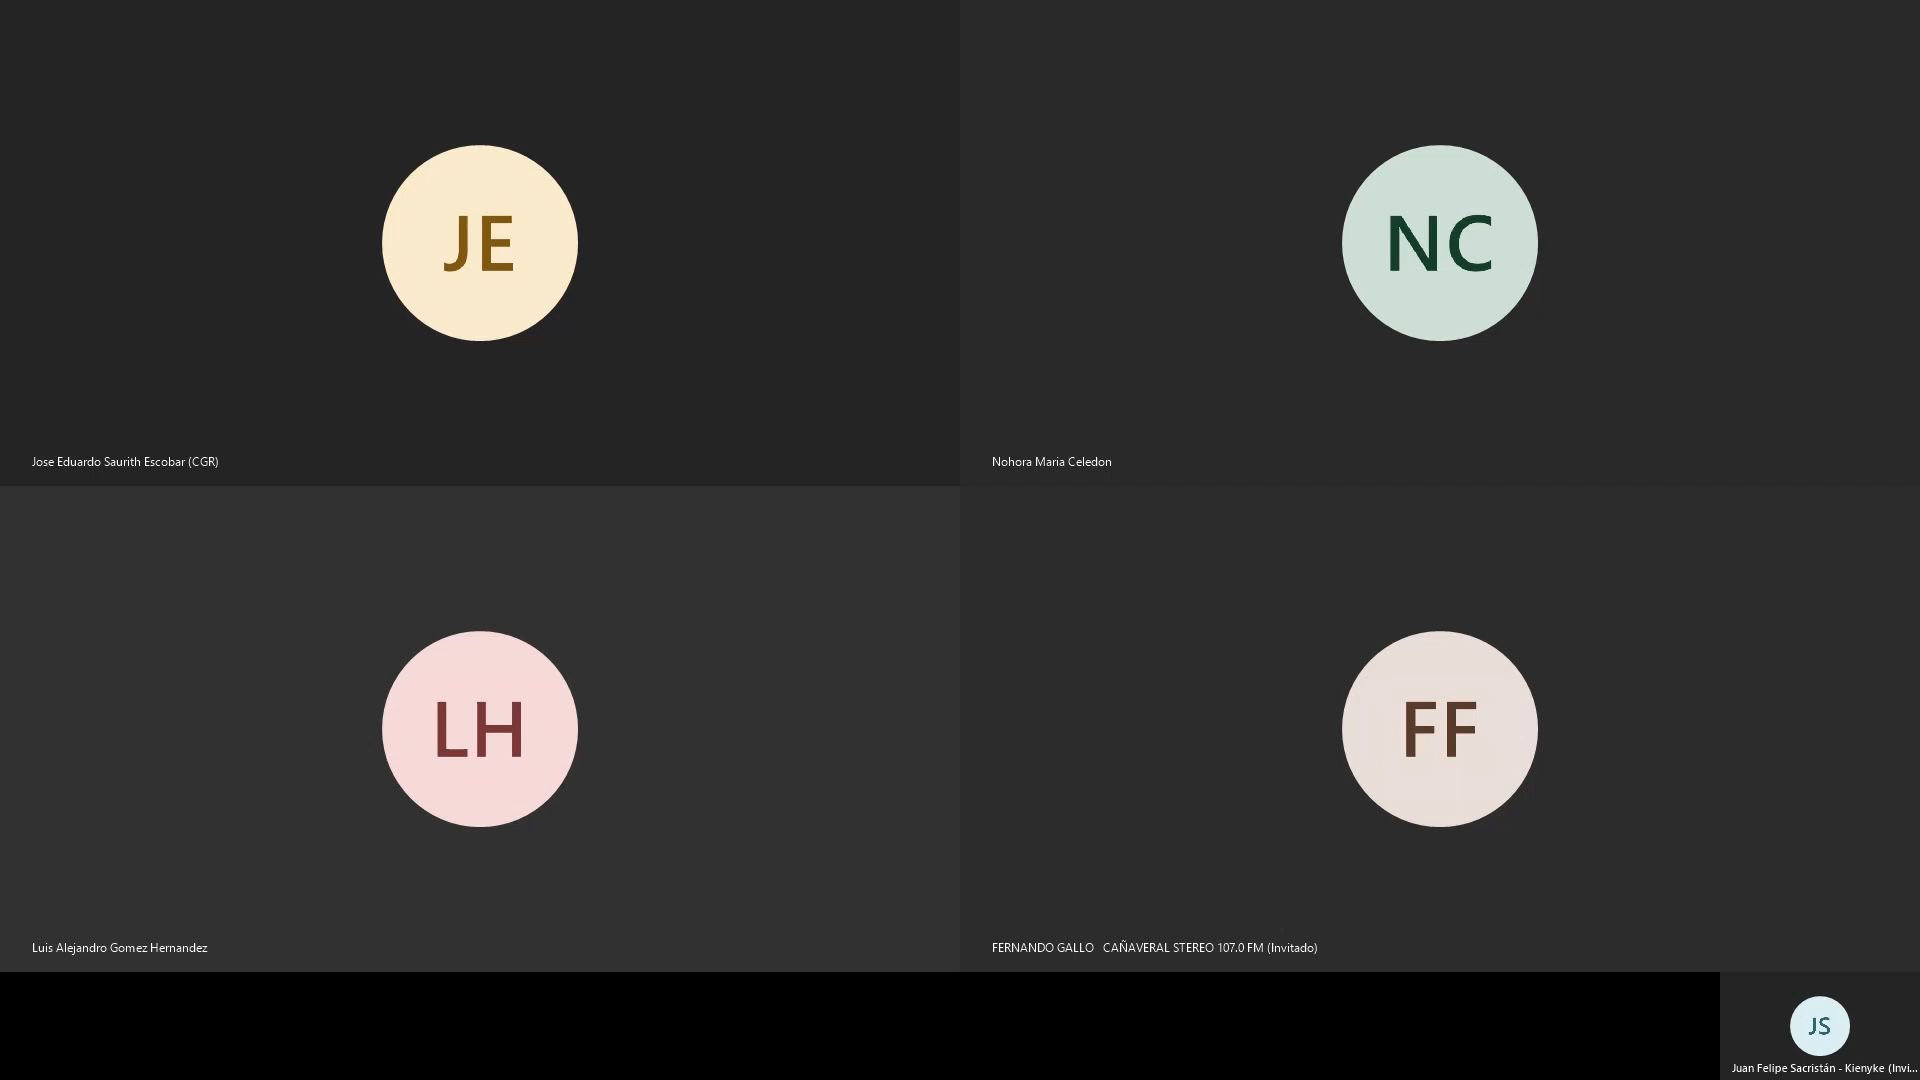 JE
Jose Eduardo Saurith Escobar (CGR)
NC
Nohora Maria Celedon
LH
Luis Alejandro Gomez Hernandez
FF
FERNANDO GALLO CAÑAVERAL STEREO 107.0 FM (Invitado)
JS
Juan Felipe Sacristán - Kienyke (Invi...